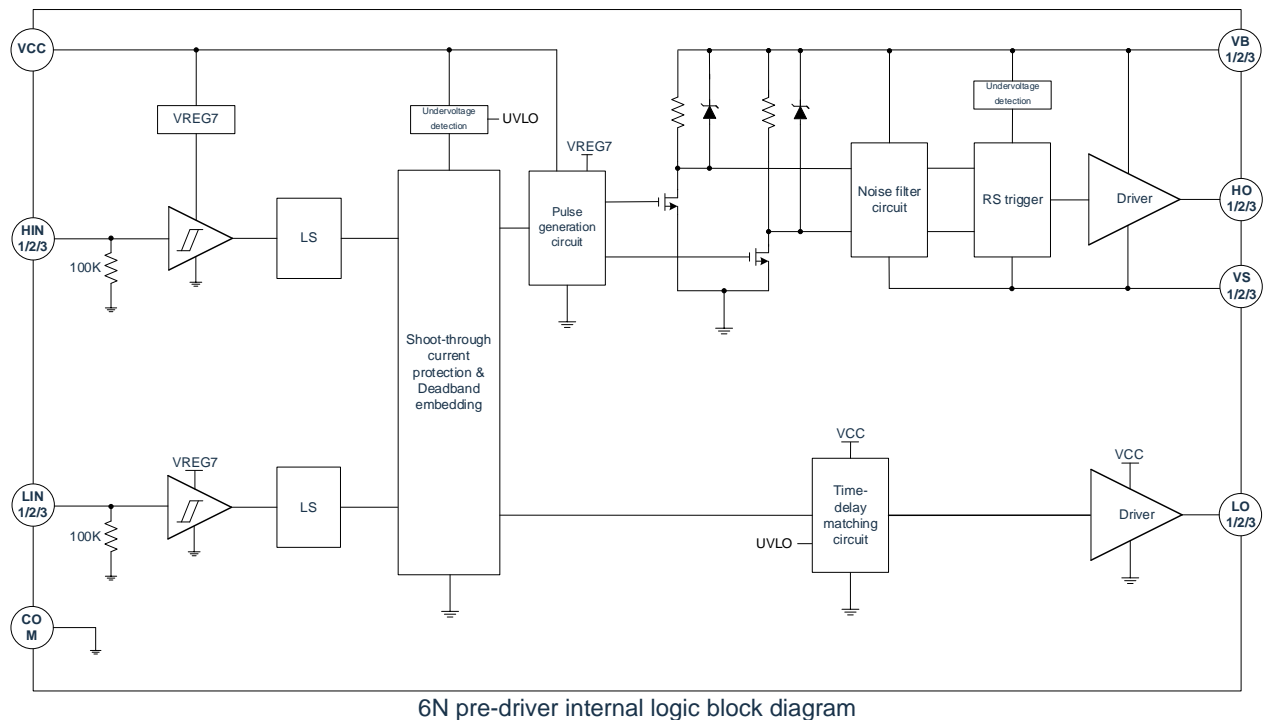 VCC
VB
1/2/3
VREG7
Undervoltage
detection
UVLO
Undervoltage
detection
VREG7
HIN
1/2/3
100K
LS
Pulse
generation
circuit
Noise filter
circuit
RS trigger
Driver
HO
1/2/3
VS
1/2/3
Shoot-through
current
protection &
Deadband
embedding
LIN
1/2/3
100K
VREG7
LS
VCC
Time-
delay
matching
circuit
UVLO
VCC
Driver
LO
1/2/3
CO
M
6N pre-driver internal logic block diagram